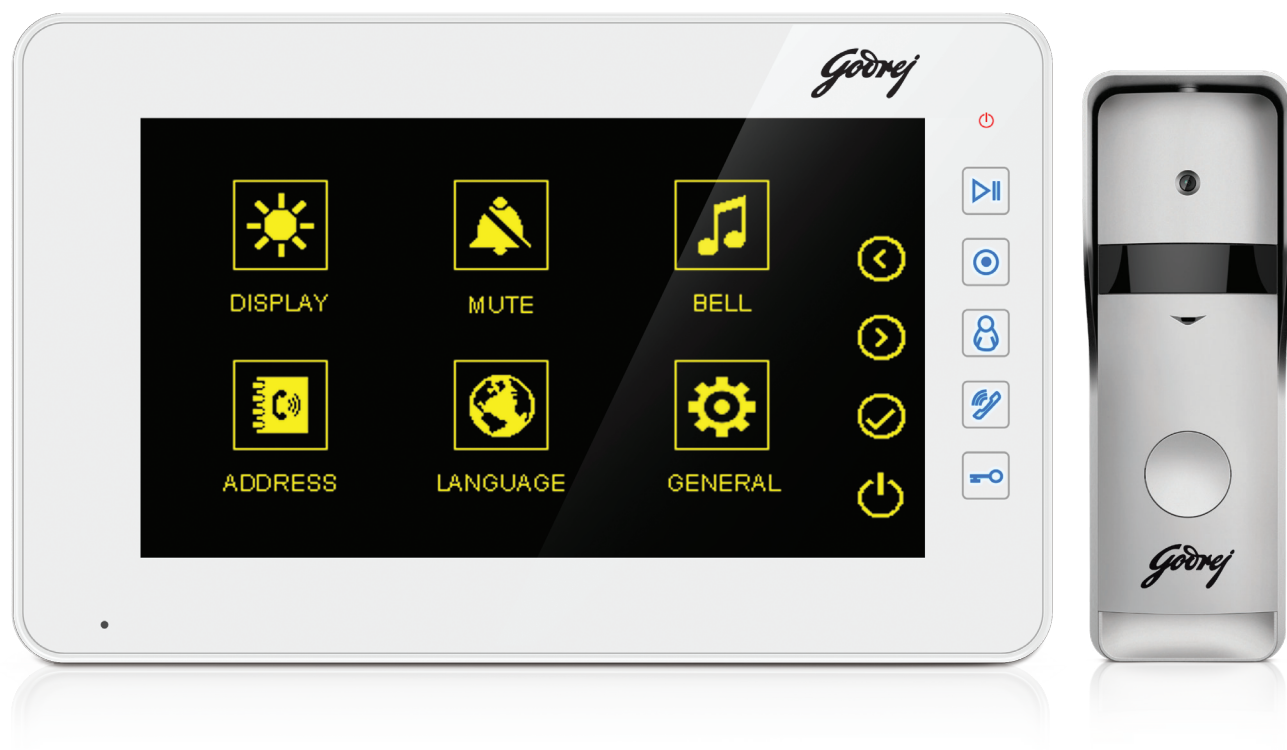 Godrej
DISPLAY
MUTE
BELL
ADDRESS
LANGUAGE
GENERAL
Godrej